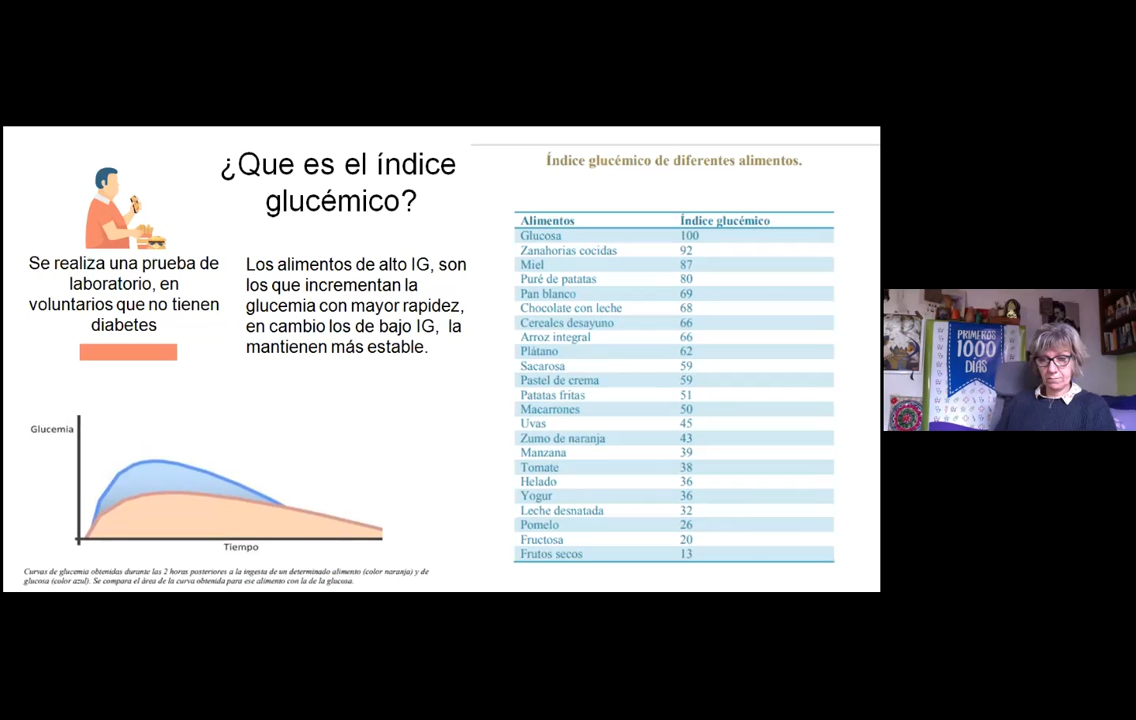 ¿Que es el índice
glucémico?
Se realiza una prueba de
laboratorio, en
voluntarios que no tienen
diabetes
Los alimentos de alto IG, son
los que incrementan la
glucemia con mayor rapidez,
en cambio los de bajo IG, la
mantienen más estable.
Glucemia
Tiempo
Curvas de glucemia obtenidas durante las 2 horas posteriores a la ingesta de un determinado alimento (color naranja) y de
glucosa (color azul). Se compara el área de la curva obtenida para ese alimento con la de la glucosa.
Índice glucémico de diferentes alimentos.
Alimentos Índice glucémico
Glucosa 100
Zanahorias cocidas 92
Miel 87
Puré de patatas 80
Pan blanco 69
Chocolate con leche 68
Cereales desayuno 66
Arroz integral 66
Plátano 62
Sacarosa 59
Pastel de crema 59
Patatas fritas 51
Macarrones 50
Uvas 45
Zumo de naranja 43
Manzana 39
Tomate 38
Helado 36
Yogur 36
Leche desnatada 32
Pomelo 26
Fructosa 20
Frutos secos 13
PRIMEROS
1000
DÍAS